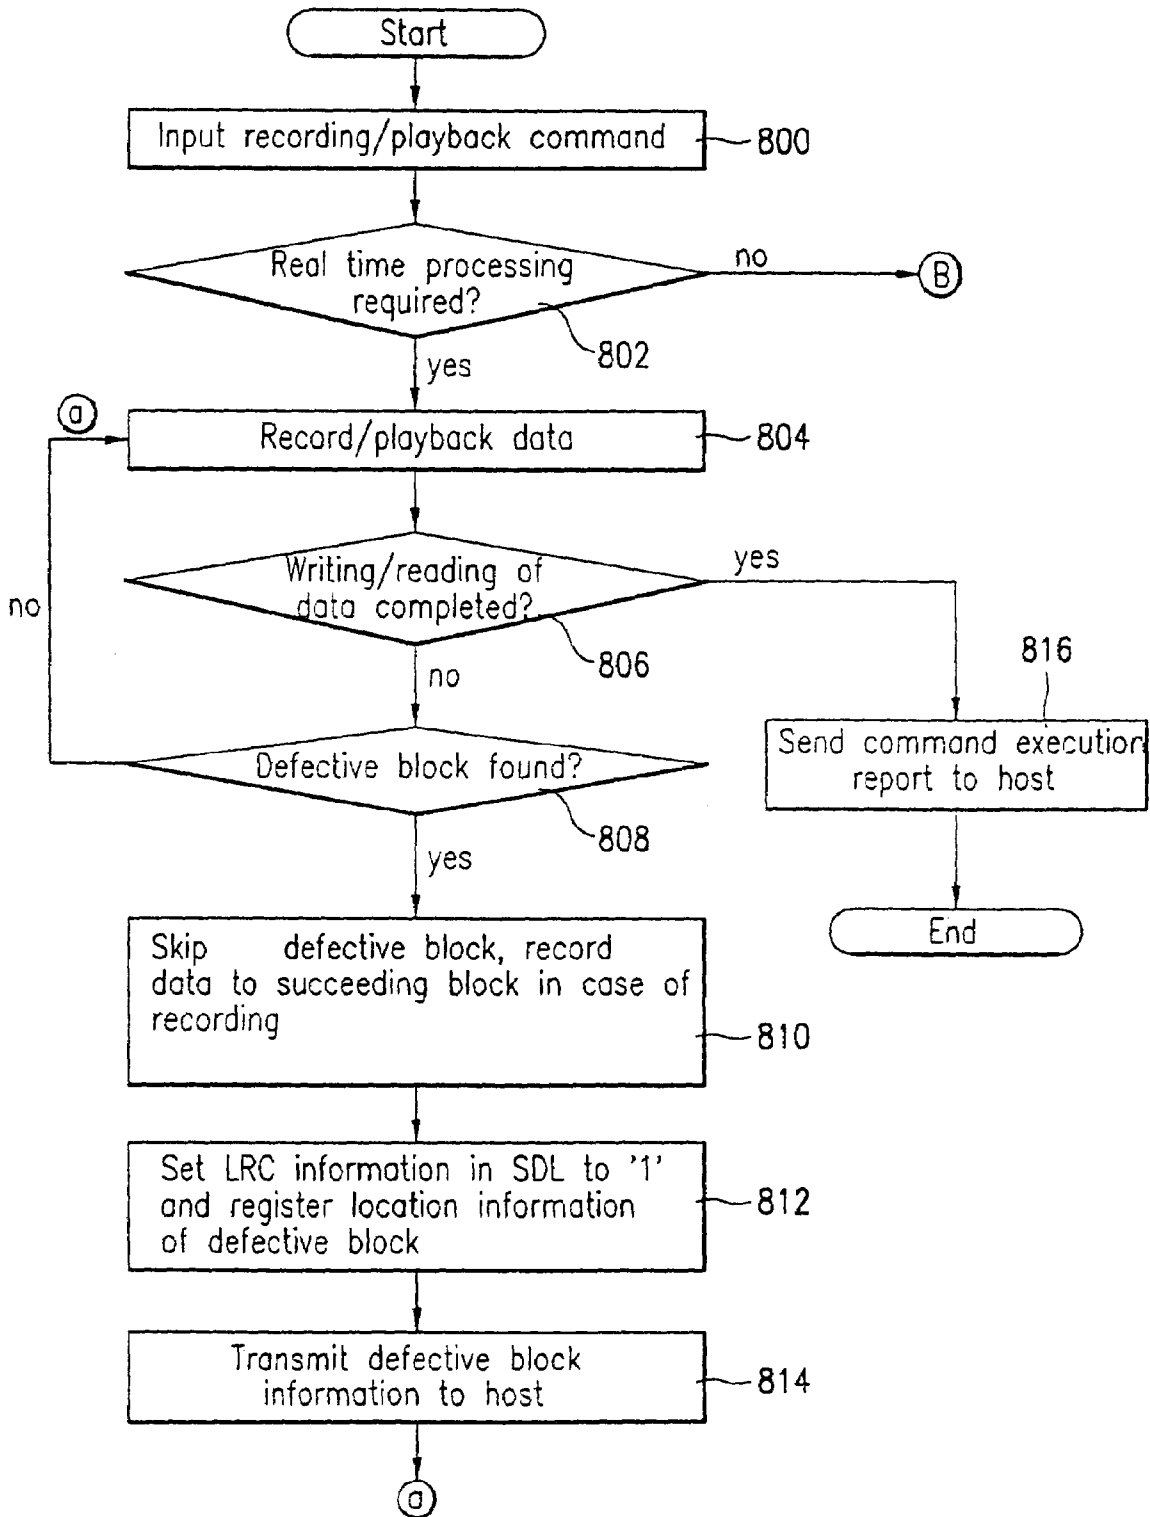 Start
Input recording/playback command
800
Real time processing
required?
no
B
802
yes
a
Record/playback data
804
Writing/reading of
data completed?
yes
no
806
no
816
Send command execution
report to host
Defective block found?
808
yes
End
Skip defective block, record
data to succeeding block in case of
recording
810
Set LRC information in SDL to '1'
and register location information
of defective block
812
Transmit defective block
information to host
814
a